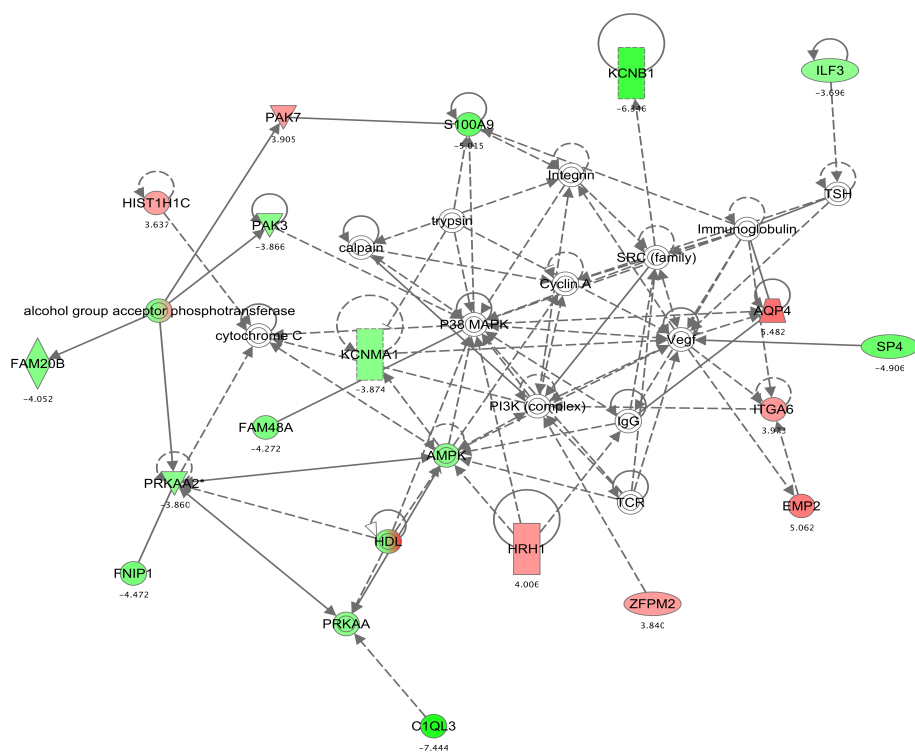 KCNB1
-6.346
ILF3
-3.696
PAK7
3.905
S100A9
-5.015
Integrin
TSH
HIST1H1C
3.637
PAK3
-3.866
trypsin
calpain
Immunoglobulin
SRC (family)
Cyclin A
alcohol group acceptor phosphotransferase
AQP4
5.482
cytochrome C
P38 MAPK
Vegf
SP4
-4.906
FAM20B
-4.052
KCNMA1
-3.874
PI3K (complex)
IgG
ITGA6
3.973
FAM48A
-4.272
AMPK
PRKAA2*
-3.860
TCR
EMP2
5.062
HDL
HRH1
4.006
FNIP1
-4.472
ZFPM2
3.840
PRKAA
C1QL3
-7.444